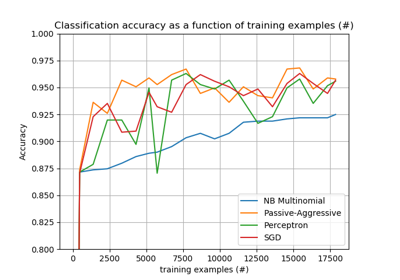 Classification accuracy as a function of training examples (#)
1.000
0.975
0.950
0.925
0.900
0.875
0.850
0.825
0.800
Accuracy
NB Multinomial
Passive-Aggressive
Perceptron
SGD
0 2500 5000 7500 10000 12500 15000 17500
training examples (#)